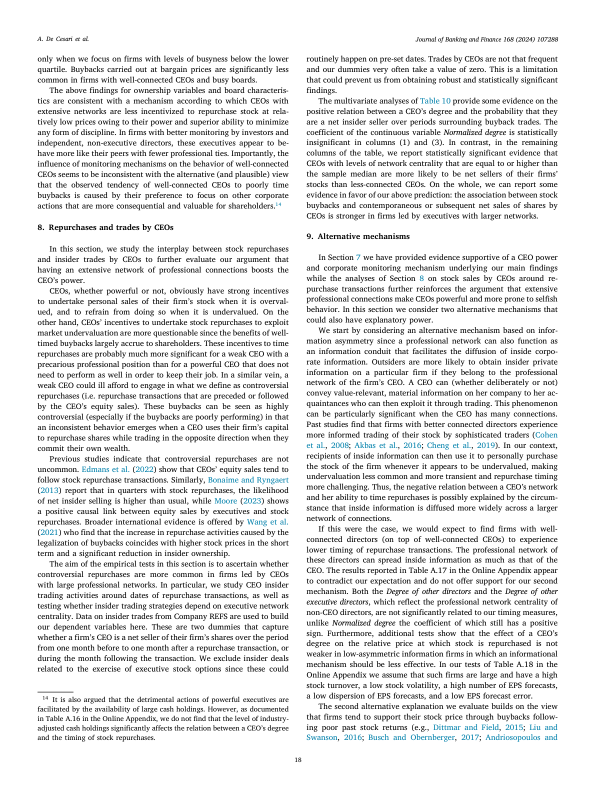 A. De Cesari et al.
Journal of Banking and Finance 168 (2024) 107288
only when we focus on firms with levels of busyness below the lower
quartile. Buybacks carried out at bargain prices are significantly less
common in firms with well-connected CEOs and busy boards.
The above findings for ownership variables and board characteris-
tics are consistent with a mechanism according to which CEOs with
extensive networks are less incentivized to repurchase stock at rela-
tively low prices owing to their power and superior ability to minimize
any form of discipline. In firms with better monitoring by investors and
independent, non-executive directors, these executives appear to be-
have more like their peers with fewer professional ties. Importantly, the
influence of monitoring mechanisms on the behavior of well-connected
CEOs seems to be inconsistent with the alternative (and plausible) view
that the observed tendency of well-connected CEOs to poorly time
buybacks is caused by their preference to focus on other corporate
actions that are more consequential and valuable for shareholders.14
8. Repurchases and trades by CEOs
In this section, we study the interplay between stock repurchases
and insider trades by CEOs to further evaluate our argument that
having an extensive network of professional connections boosts the
CEO's power.
CEOs, whether powerful or not, obviously have strong incentives
to undertake personal sales of their firm's stock when it is overval-
ued, and to refrain from doing so when it is undervalued. On the
other hand, CEOs' incentives to undertake stock repurchases to exploit
market undervaluation are more questionable since the benefits of well-
timed buybacks largely accrue to shareholders. These incentives to time
repurchases are probably much more significant for a weak CEO with a
precarious professional position than for a powerful CEO that does not
need to perform as well in order to keep their job. In a similar vein, a
weak CEO could ill afford to engage in what we define as controversial
repurchases (i.e. repurchase transactions that are preceded or followed
by the CEO's equity sales). These buybacks can be seen as highly
controversial (especially if the buybacks are poorly performing) in that
an inconsistent behavior emerges when a CEO uses their firm's capital
to repurchase shares while trading in the opposite direction when they
commit their own wealth.
Previous studies indicate that controversial repurchases are not
uncommon. Edmans et al. (2022) show that CEOs' equity sales tend to
follow stock repurchase transactions. Similarly, Bonaime and Ryngaert
(2013) report that in quarters with stock repurchases, the likelihood
of net insider selling is higher than usual, while Moore (2023) shows
a positive causal link between equity sales by executives and stock
repurchases. Broader international evidence is offered by Wang et al.
(2021) who find that the increase in repurchase activities caused by the
legalization of buybacks coincides with higher stock prices in the short
term and a significant reduction in insider ownership.
The aim of the empirical tests in this section is to ascertain whether
controversial repurchases are more common in firms led by CEOs
with large professional networks. In particular, we study CEO insider
trading activities around dates of repurchase transactions, as well as
testing whether insider trading strategies depend on executive network
centrality. Data on insider trades from Company REFS are used to build
our dependent variables here. These are two dummies that capture
whether a firm's CEO is a net seller of their firm's shares over the period
from one month before to one month after a repurchase transaction, or
during the month following the transaction. We exclude insider deals
related to the exercise of executive stock options since these could
14 It is also argued that the detrimental actions of powerful executives are
facilitated by the availability of large cash holdings. However, as documented
in Table A.16 in the Online Appendix, we do not find that the level of industry-
adjusted cash holdings significantly affects the relation between a CEO's degree
and the timing of stock repurchases.
routinely happen on pre-set dates. Trades by CEOs are not that frequent
and our dummies very often take a value of zero. This is a limitation
that could prevent us from obtaining robust and statistically significant
findings.
The multivariate analyses of Table 10 provide some evidence on the
positive relation between a CEO's degree and the probability that they
are a net insider seller over periods surrounding buyback trades. The
coefficient of the continuous variable Normalized degree is statistically
insignificant in columns (1) and (3). In contrast, in the remaining
columns of the table, we report statistically significant evidence that
CEOs with levels of network centrality that are equal to or higher than
the sample median are more likely to be net sellers of their firms'
stocks than less-connected CEOs. On the whole, we can report some
evidence in favor of our above prediction: the association between stock
buybacks and contemporaneous or subsequent net sales of shares by
CEOs is stronger in firms led by executives with larger networks.
9. Alternative mechanisms
In Section 7 we have provided evidence supportive of a CEO power
and corporate monitoring mechanism underlying our main findings
while the analyses of Section 8 on stock sales by CEOs around re-
purchase transactions further reinforces the argument that extensive
professional connections make CEOs powerful and more prone to selfish
behavior. In this section we consider two alternative mechanisms that
could also have explanatory power.
We start by considering an alternative mechanism based on infor-
mation asymmetry since a professional network can also function as
an information conduit that facilitates the diffusion of inside corpo-
rate information. Outsiders are more likely to obtain insider private
information on a particular firm if they belong to the professional
network of the firm's CEO. A CEO can (whether deliberately or not)
convey value-relevant, material information on her company to her ac-
quaintances who can then exploit it through trading. This phenomenon
can be particularly significant when the CEO has many connections.
Past studies find that firms with better connected directors experience
more informed trading of their stock by sophisticated traders (Cohen
et al., 2008; Akbas et al., 2016; Cheng et al., 2019). In our context,
recipients of inside information can then use it to personally purchase
the stock of the firm whenever it appears to be undervalued, making
undervaluation less common and more transient and repurchase timing
more challenging. Thus, the negative relation between a CEO's network
and her ability to time repurchases is possibly explained by the circum-
stance that inside information is diffused more widely across a larger
network of connections.
If this were the case, we would expect to find firms with well-
connected directors (on top of well-connected CEOs) to experience
lower timing of repurchase transactions. The professional network of
these directors can spread inside information as much as that of the
CEO. The results reported in Table A.17 in the Online Appendix appear
to contradict our expectation and do not offer support for our second
mechanism. Both the Degree of other directors and the Degree of other
executive directors, which reflect the professional network centrality of
non-CEO directors, are not significantly related to our timing measures,
unlike Normalized degree the coefficient of which still has a positive
sign. Furthermore, additional tests show that the effect of a CEO's
degree on the relative price at which stock is repurchased is not
weaker in low-asymmetric information firms in which an informational
mechanism should be less effective. In our tests of Table A.18 in the
Online Appendix we assume that such firms are large and have a high
stock turnover, a low stock volatility, a high number of EPS forecasts,
a low dispersion of EPS forecasts, and a low EPS forecast error.
The second alternative explanation we evaluate builds on the view
that firms tend to support their stock price through buybacks follow-
ing poor past stock returns (e.g., Dittmar and Field, 2015; Liu and
Swanson, 2016; Busch and Obernberger, 2017; Andriosopoulos and
18